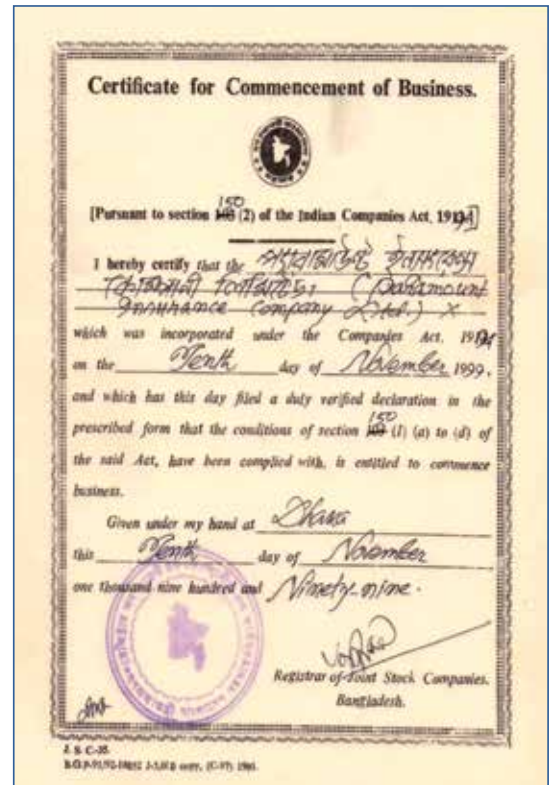 Certificate for Commencement of Business.
[Pursuant to section 150 (2) of the Indian Companies Act, 1994]
I hereby certify that the প্যারামাউন্ট ইনস্যুরেন্স
কোম্পানী লিমিটেড। (Paramount
Insurance Company Ltd.) X
which was incorporated under the Companies Act, 1994
on the Tenth day of November 1999,
and which has this day filed a duly verified declaration in the
prescribed form that the conditions of section 150 (1) (a) to (d) of
the said Act, have been complied with, is entitled to commence
business.
Given under my hand at Dhaka
this Tenth day of November
one thousand nine hundred and Ninety-nine.
Registrar of Joint Stock Companies.
Bangladesh.
J. S. C-38.